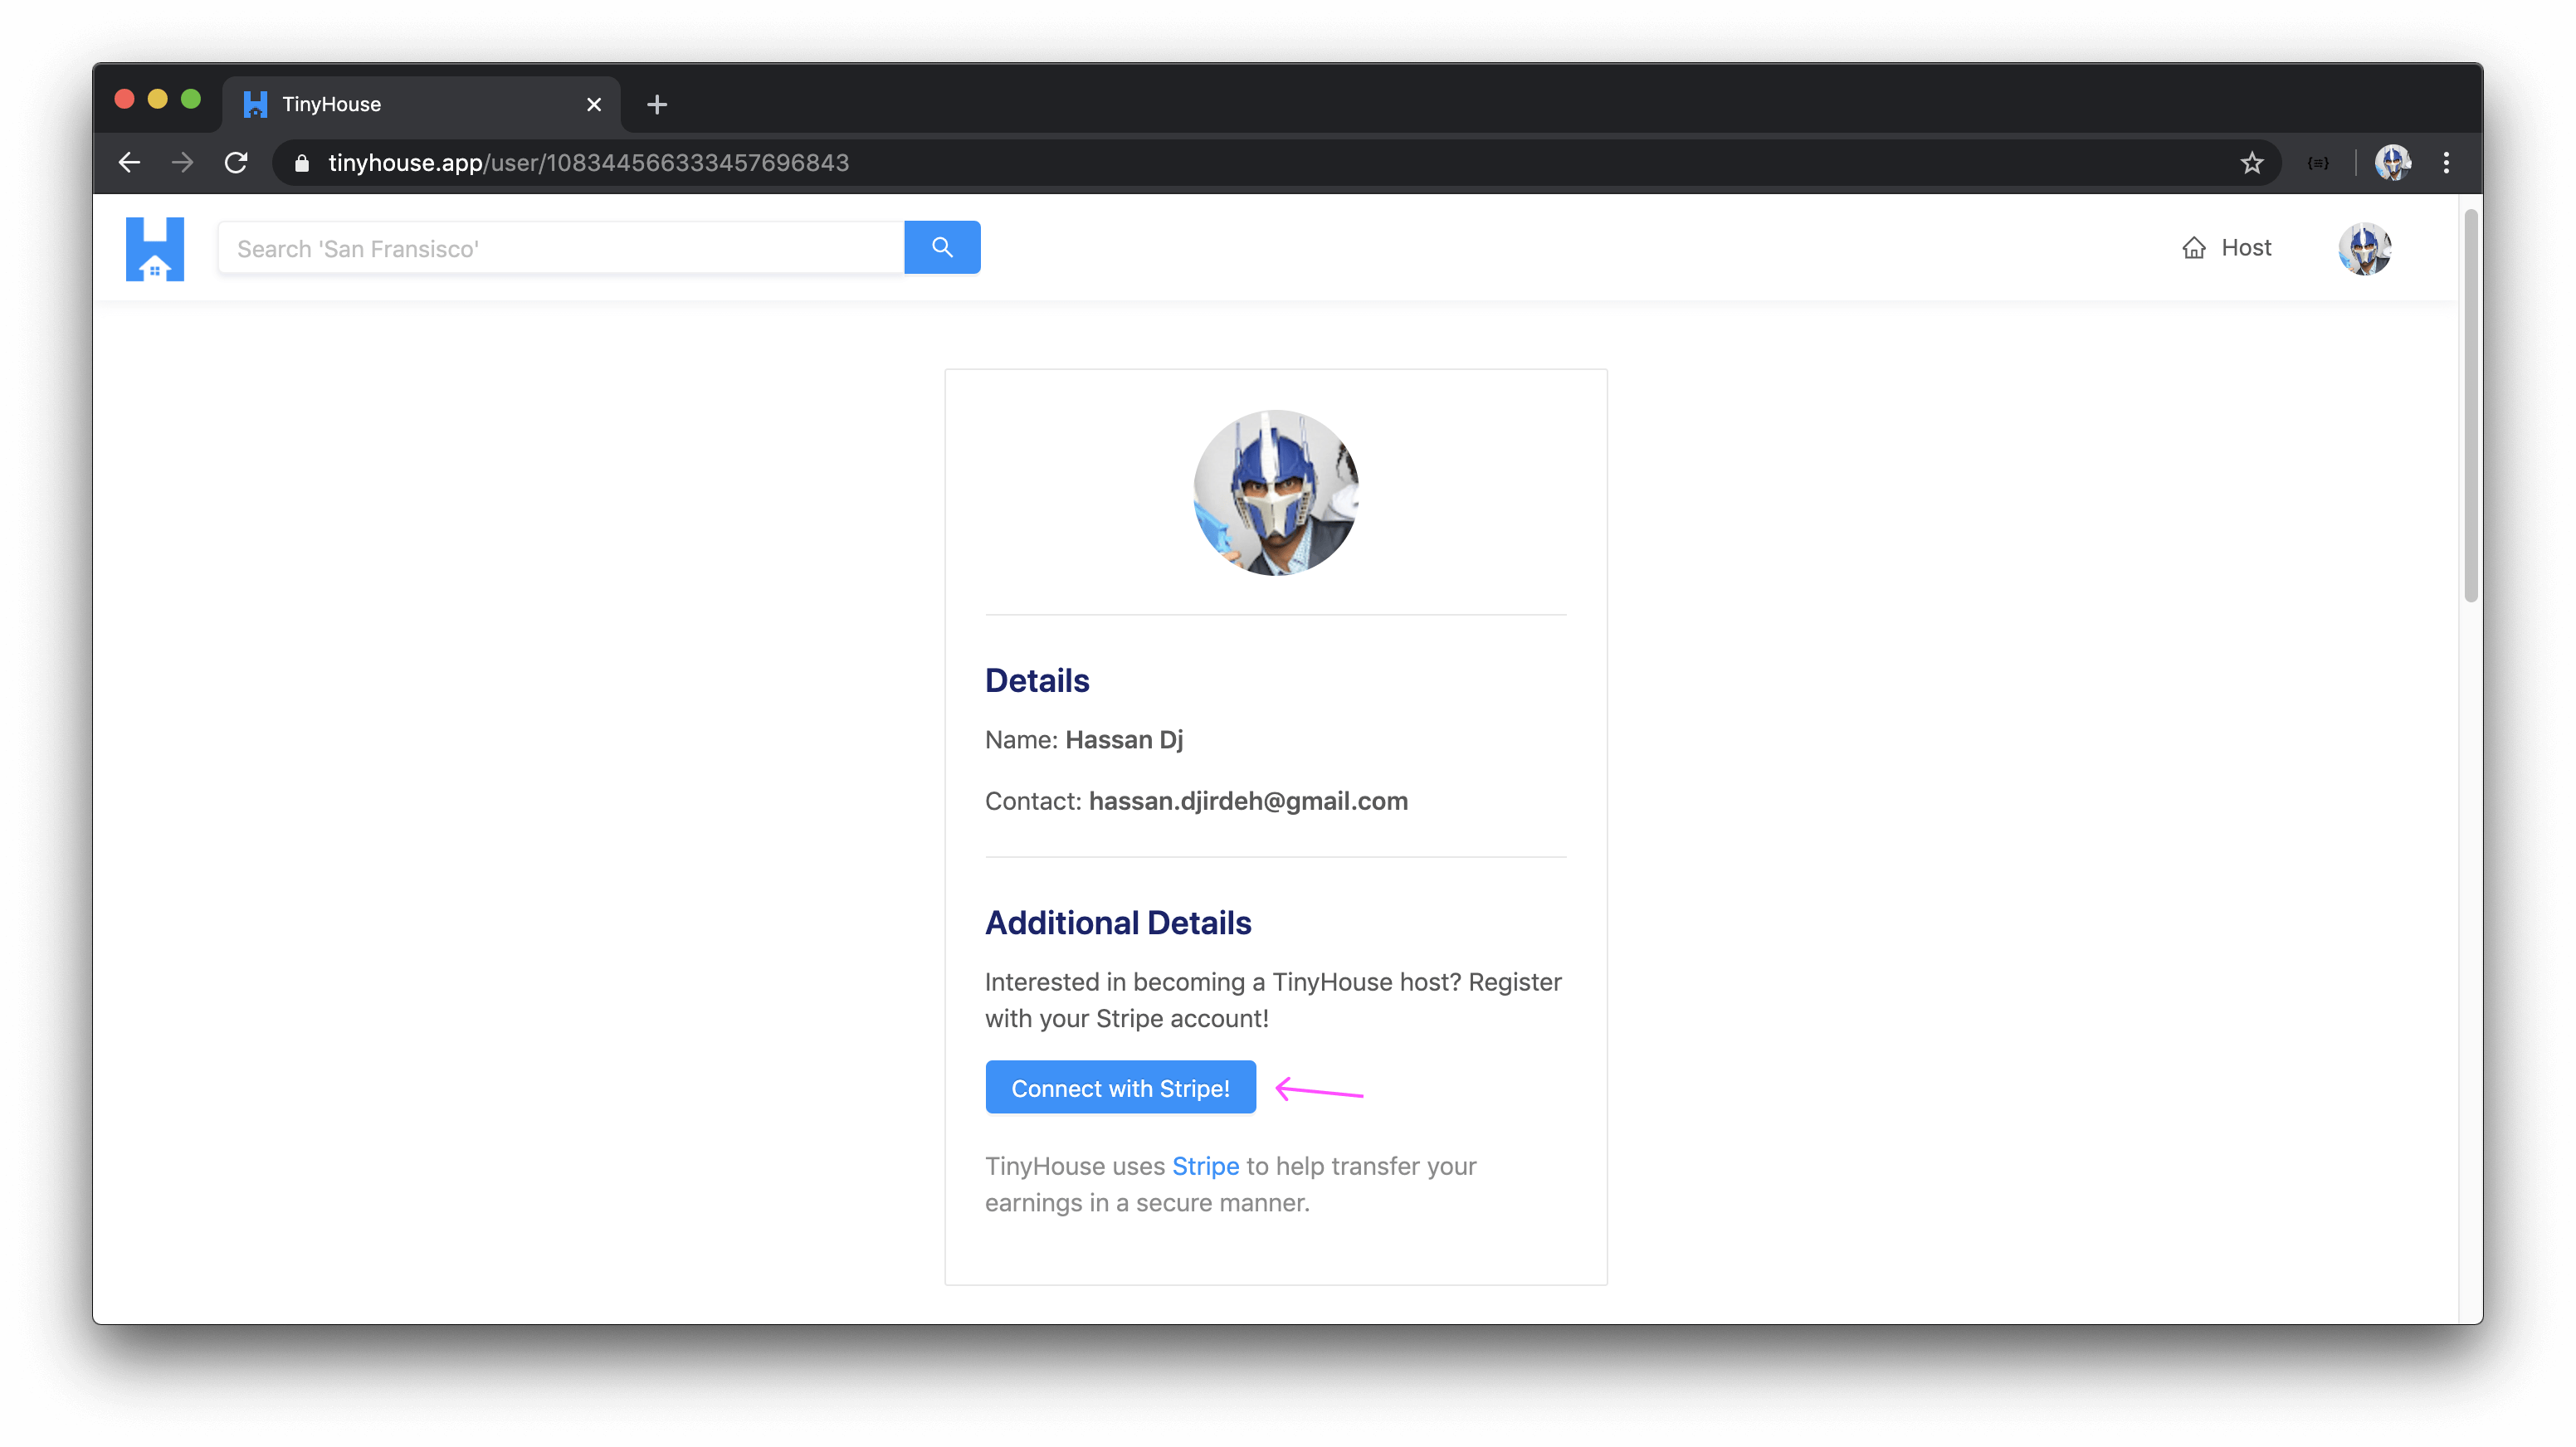 TinyHouse
tinyhouse.app/user/108344566333457696843
Search 'San Fransisco'
Host
Details
Name: Hassan Dj
Contact: hassan.djirdeh@gmail.com
Additional Details
Interested in becoming a TinyHouse host? Register
with your Stripe account!
Connect with Stripe!
TinyHouse uses Stripe to help transfer your
earnings in a secure manner.